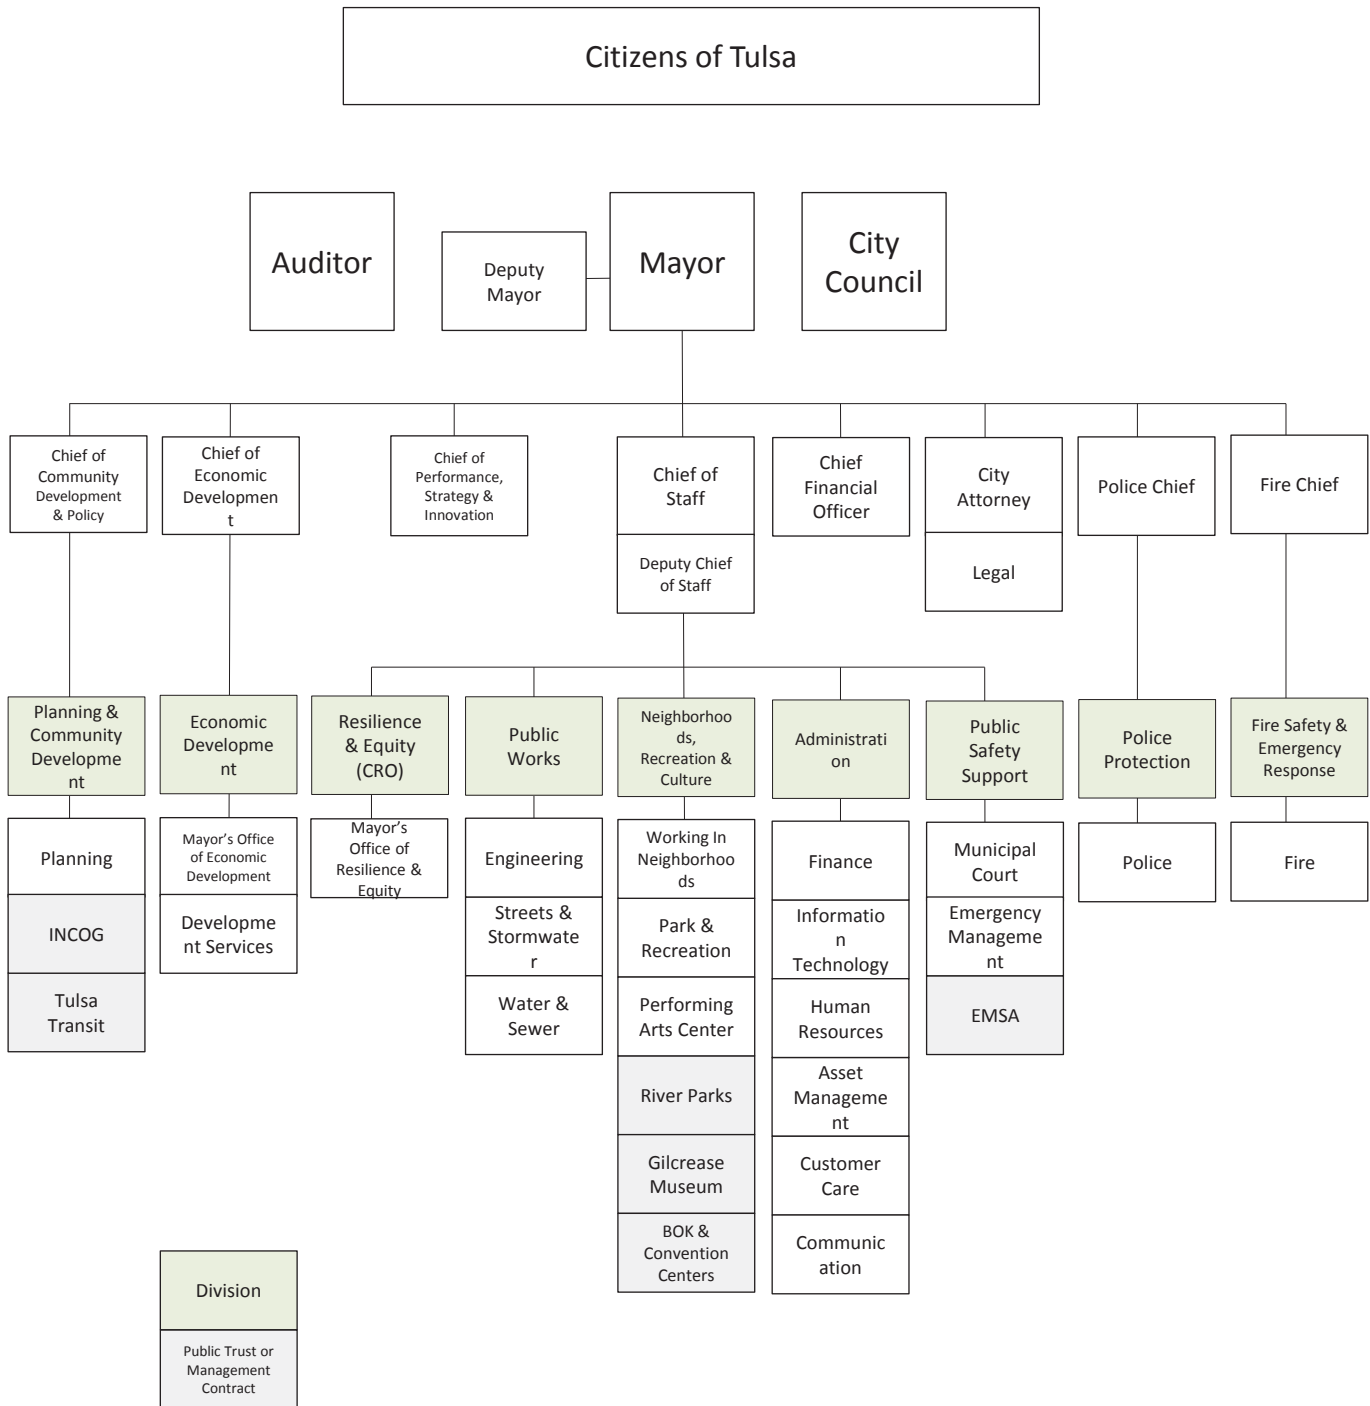 Citizens of Tulsa
Auditor
Deputy
Mayor
Mayor
City
Council
Chief of
Community
Development
& Policy
Chief of
Economic
Developmen
t
Chief of
Performance,
Strategy &
Innovation
Chief of
Staff
Deputy Chief
of Staff
Chief
Financial
Officer
City
Attorney
Legal
Police Chief
Fire Chief
Planning &
Community
Developme
nt
Economic
Developme
nt
Resilience
& Equity
(CRO)
Public
Works
Neighborhoo
ds,
Recreation &
Culture
Administrati
on
Public
Safety
Support
Police
Protection
Fire Safety &
Emergency
Response
Planning
INCOG
Tulsa
Transit
Mayor’s Office
of Economic
Development
Developme
nt Services
Mayor’s
Office of
Resilience &
Equity
Engineering
Streets &
Stormwate
r
Water &
Sewer
Working In
Neighborhoo
ds
Park &
Recreation
Performing
Arts Center
River Parks
Gilcrease
Museum
BOK &
Convention
Centers
Finance
Informatio
n
Technology
Human
Resources
Asset
Manageme
nt
Customer
Care
Communic
ation
Municipal
Court
Emergency
Manageme
nt
EMSA
Police
Fire
Division
Public Trust or
Management
Contract